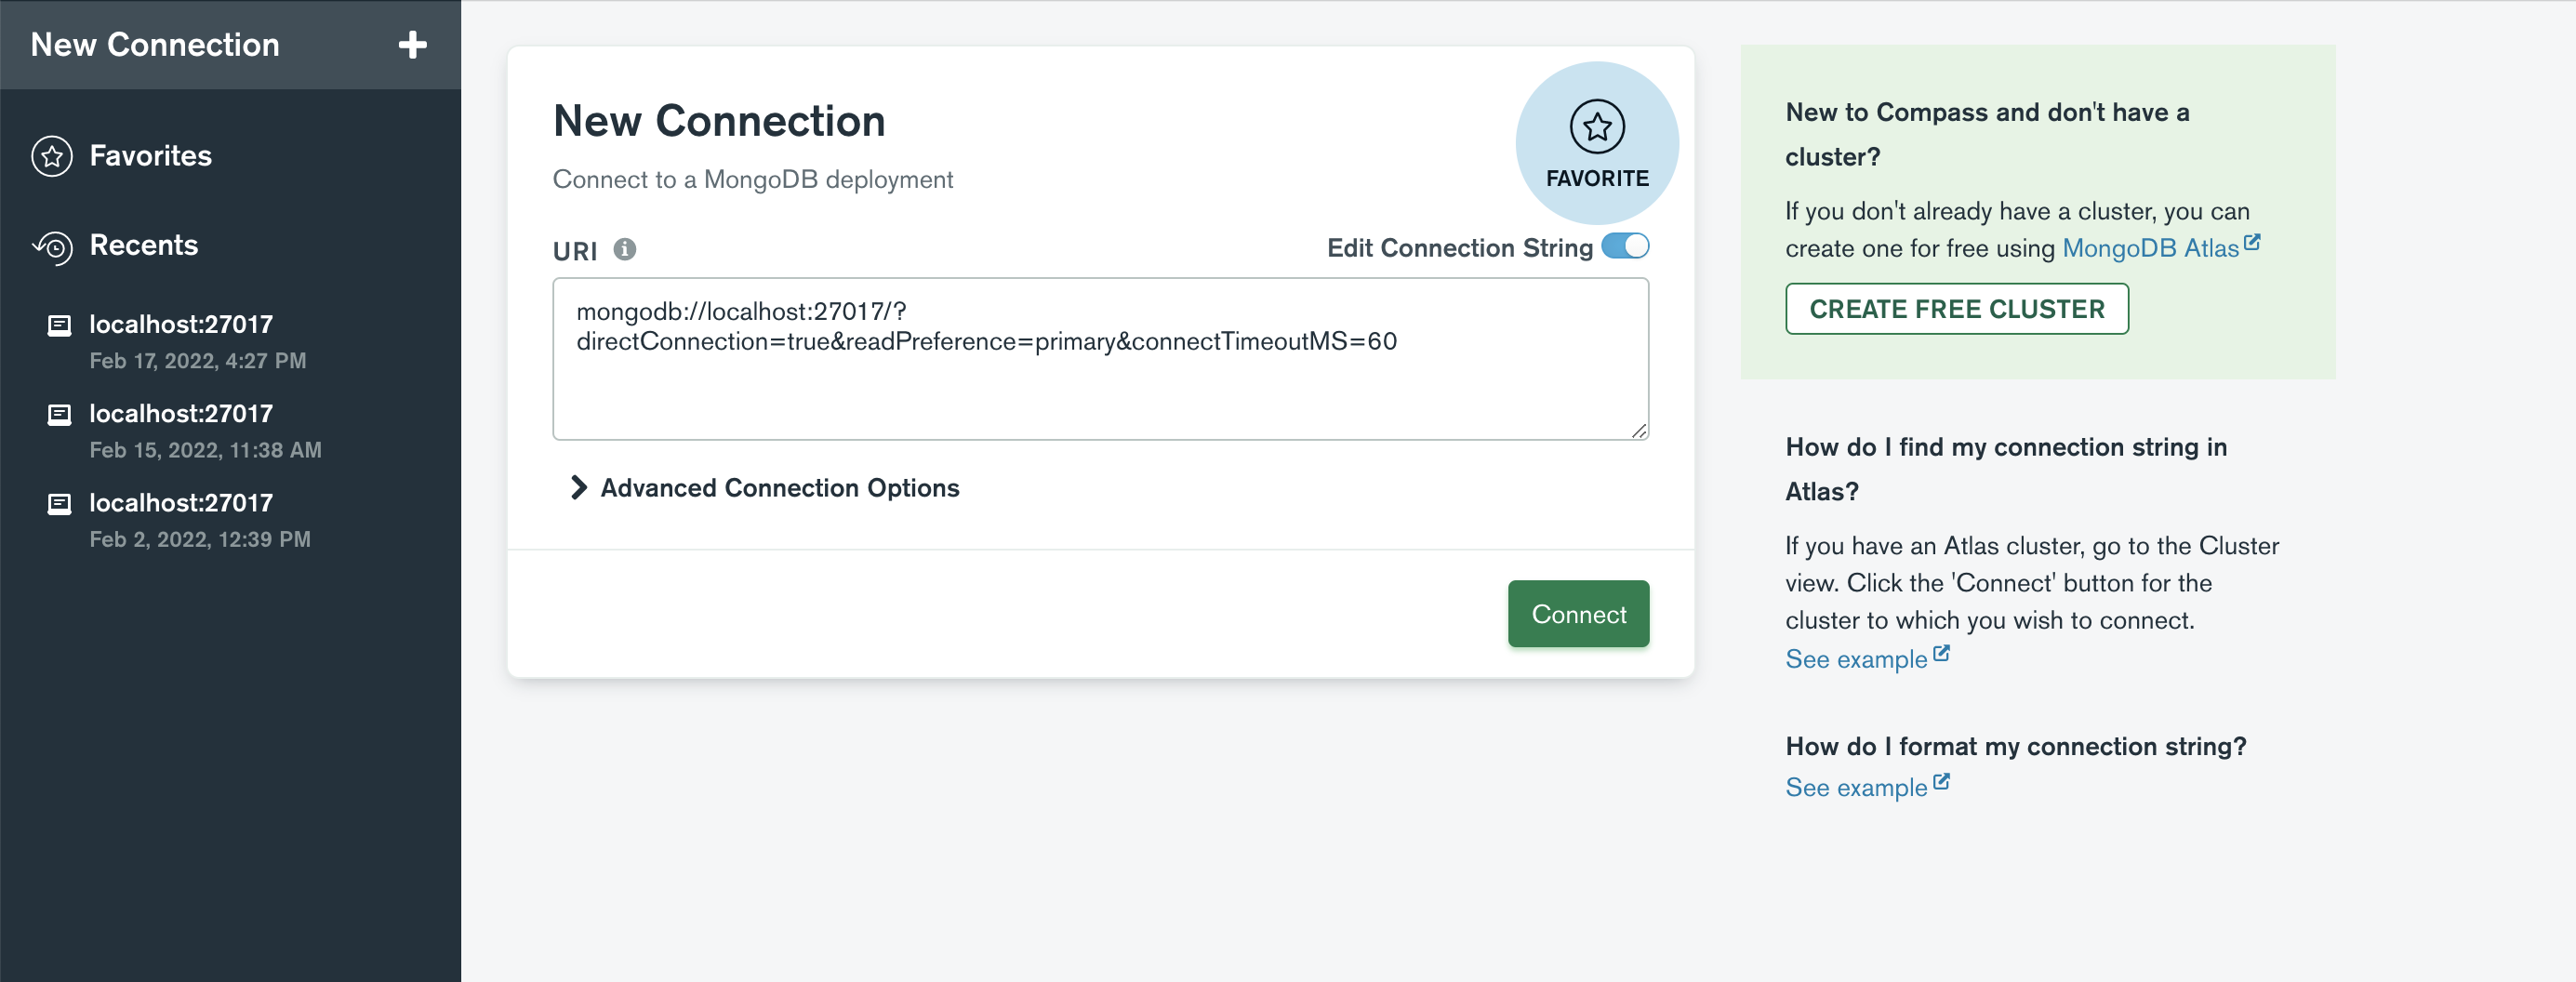 New Connection
Favorites
Recents
localhost:27017
Feb 17, 2022, 4:27 PM
localhost:27017
Feb 15, 2022, 11:38 AM
localhost:27017
Feb 2, 2022, 12:39 PM
New Connection
Connect to a MongoDB deployment
FAVORITE
URI
Edit Connection String
mongodb://localhost:27017/?
directConnection=true&readPreference=primary&connectTimeoutMS=60
Advanced Connection Options
Connect
New to Compass and don't have a
cluster?
If you don't already have a cluster, you can
create one for free using MongoDB Atlas
CREATE FREE CLUSTER
How do I find my connection string in
Atlas?
If you have an Atlas cluster, go to the Cluster
view. Click the 'Connect' button for the
cluster to which you wish to connect.
See example
How do I format my connection string?
See example